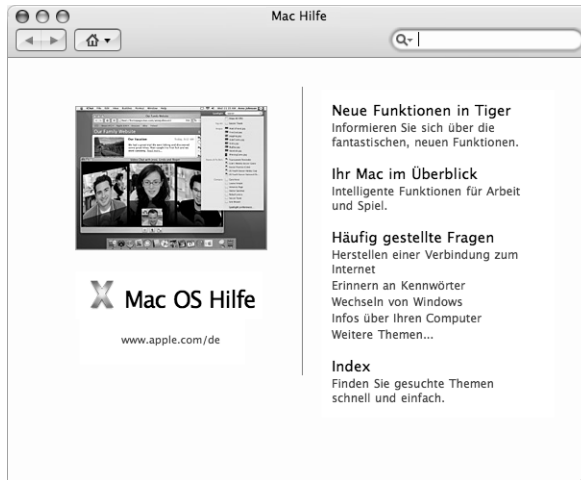 Mac Hilfe
Neue Funktionen in Tiger
Informieren Sie sich über die
fantastischen, neuen Funktionen.
Ihr Mac im Überblick
Intelligente Funktionen für Arbeit
und Spiel.
Häufig gestellte Fragen
Herstellen einer Verbindung zum
Internet
Erinnern an Kennwörter
Wechseln von Windows
Infos über Ihren Computer
Weitere Themen...
Index
Finden Sie gesuchte Themen
schnell und einfach.
Our Family Website
X Mac OS Hilfe
www.apple.com/de